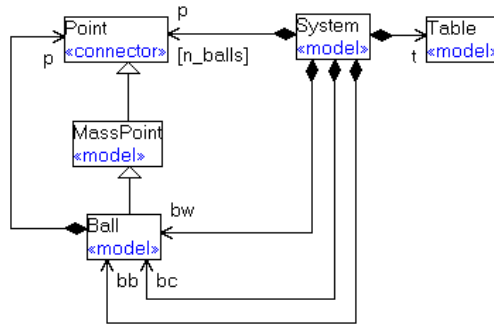 Point
«connector»
p
p
[n_balls]
System
«model»
t
Table
«model»
MassPoint
«model»
Ball
«model»
bw
bb
bc